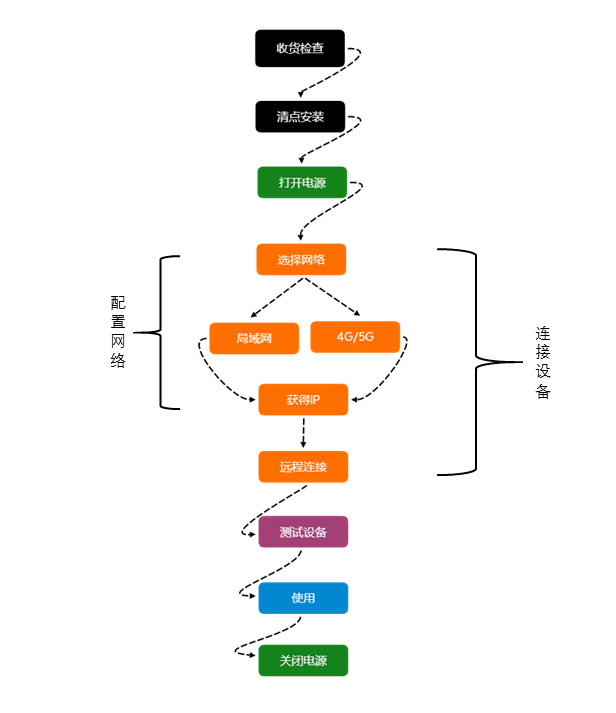 收货检查
清点安装
打开电源
选择网络
局域网
4G/5G
获得IP
远程连接
测试设备
使用
关闭电源
配置网络
连接设备